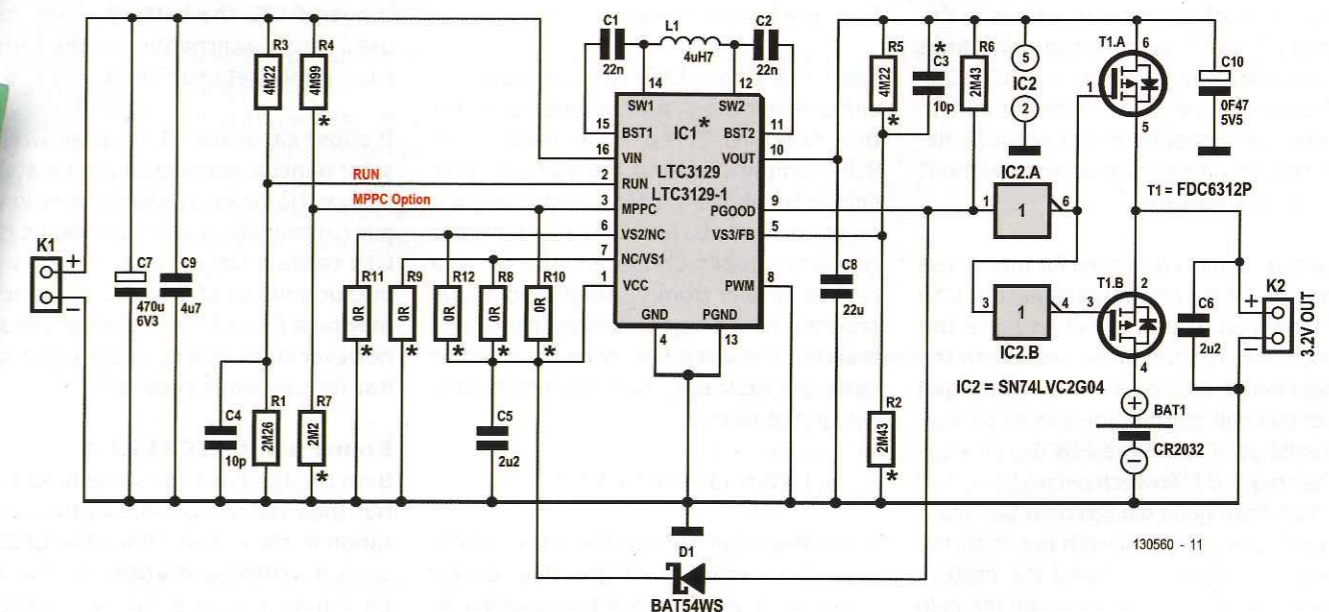 C1
22n
L1
4uH7
C2
22n
R3
4M22
R4
4M99
*
14
12
SW1
SW2
15
BST1
IC1*
BST2
11
16
VIN
LTC3129
VOUT
10
2
RUN
LTC3129-1
3
MPPC
PGOOD
9
6
VS2/NC
VS3/FB
5
7
NC/VS1
1
VCC
PWM
8
GND
PGND
4
13
RUN
MPPC Option
K1
+
–
C7
470u
6V3
C9
4u7
C4
10p
R1
2M26
R7
2M2
*
R11
0R
*
R9
0R
*
R12
0R
*
R8
0R
*
R10
0R
*
C5
2u2
D1
BAT54WS
R5
4M22
*
*
C3
10p
R6
2M43
5
IC2
2
T1.A
6
1
5
C10
0F47
5V5
T1 = FDC6312P
IC2.A
1
1
6
3
1
4
IC2.B
IC2 = SN74LVC2G04
T1.B
2
3
4
C8
22u
R2
2M43
*
C6
2u2
K2
+
–
3.2V OUT
+
BAT1
CR2032
–
130560 - 11